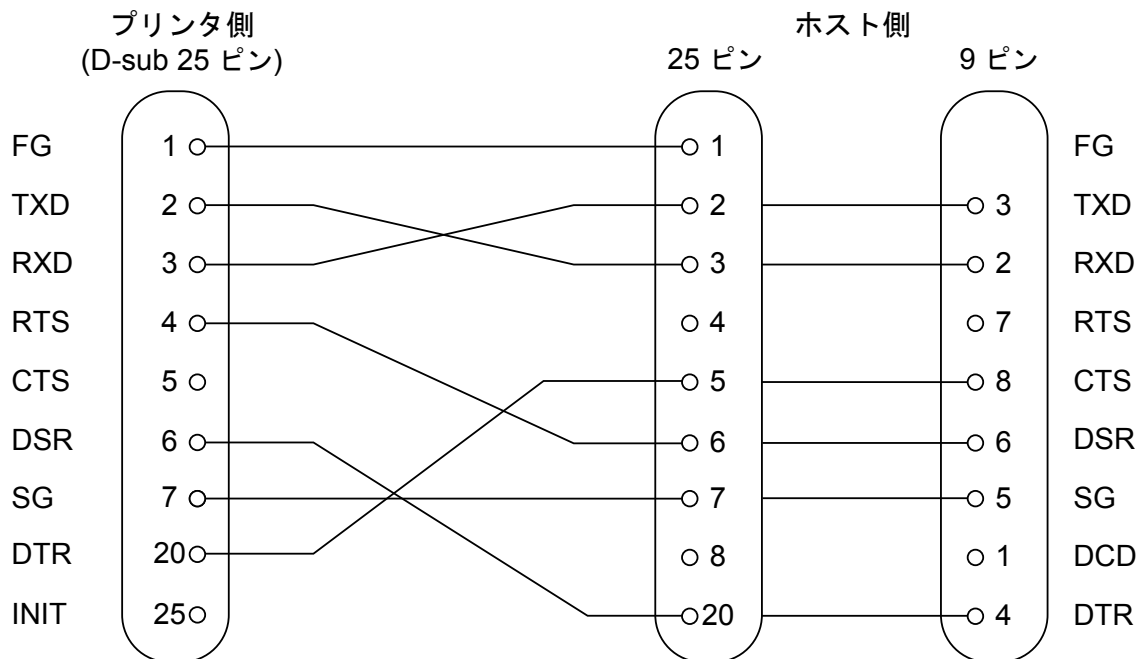 プリンタ側 ホスト側
(D-sub 25 ピン) 25 ピン 9 ピン
FG 1 1 FG
TXD 2 2 3 TXD
RXD 3 3 2 RXD
RTS 4 4 7 RTS
CTS 5 5 8 CTS
DSR 6 6 6 DSR
SG 7 7 5 SG
DTR 20 8 1 DCD
INIT 25 20 4 DTR